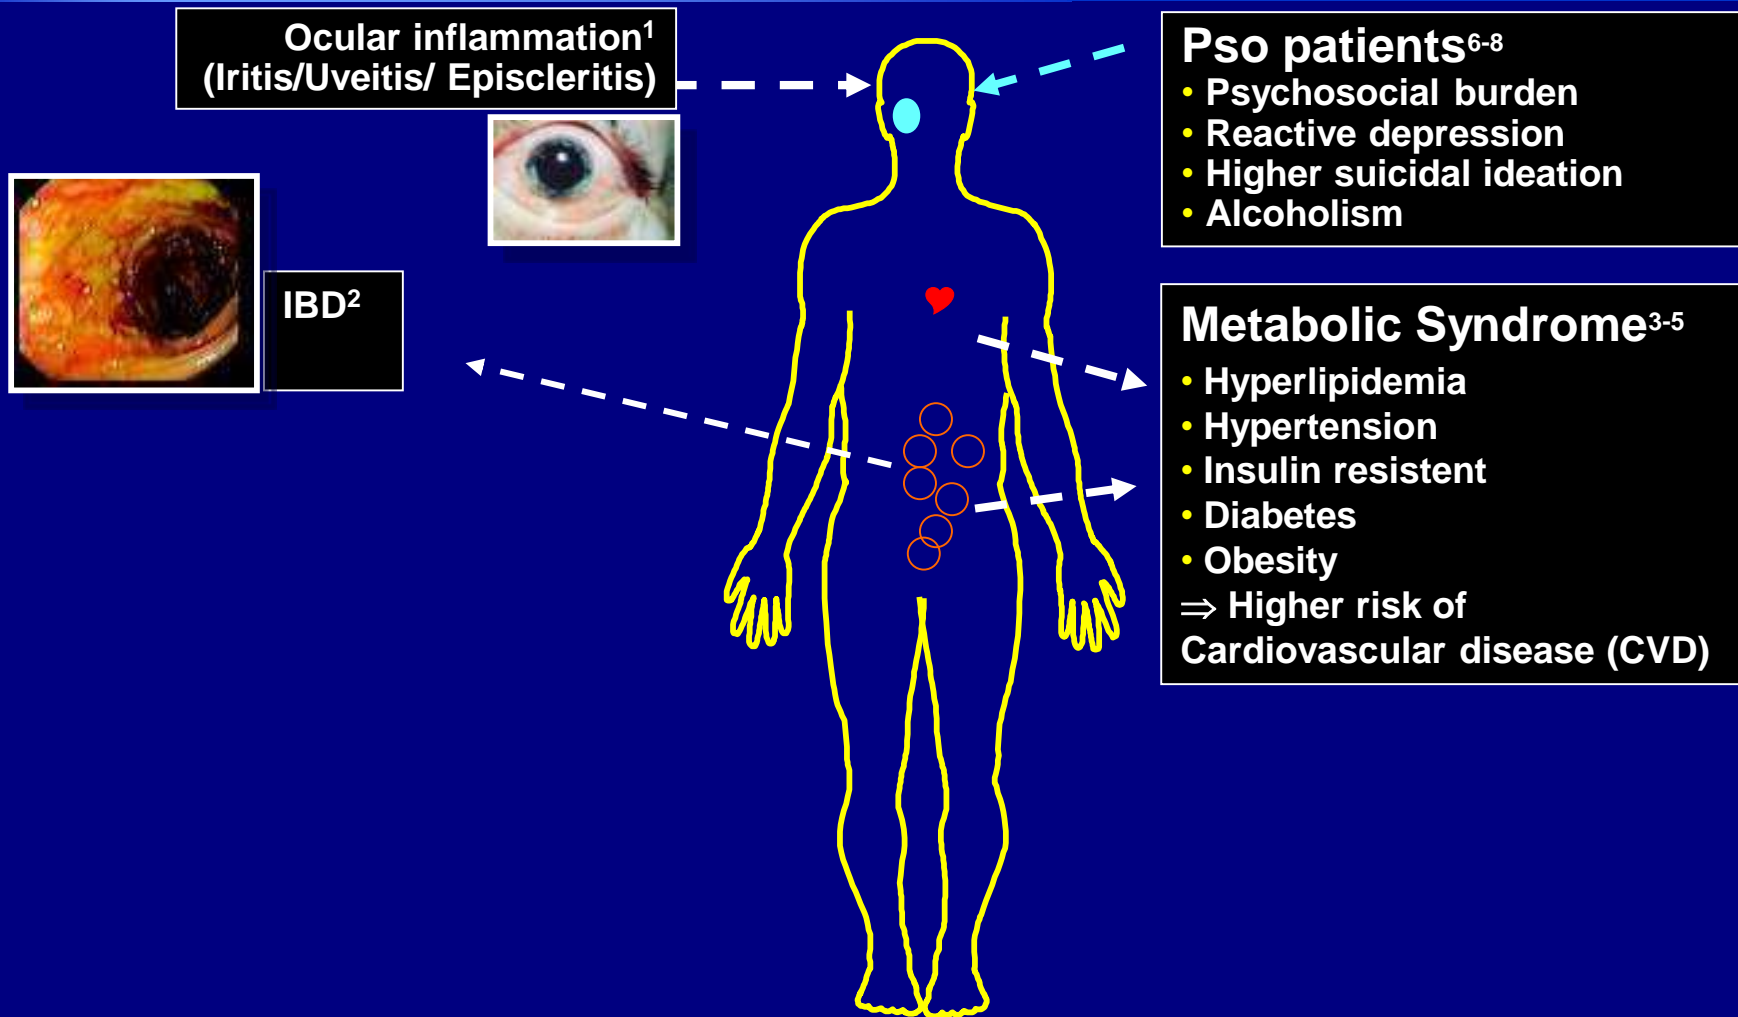 Ocular inflammation¹
(Iritis/Uveitis/ Episcleritis)
IBD²
Pso patients⁶⁻⁸
• Psychosocial burden
• Reactive depression
• Higher suicidal ideation
• Alcoholism
Metabolic Syndrome³⁻⁵
• Hyperlipidemia
• Hypertension
• Insulin resistent
• Diabetes
• Obesity
⇒ Higher risk of
Cardiovascular disease (CVD)